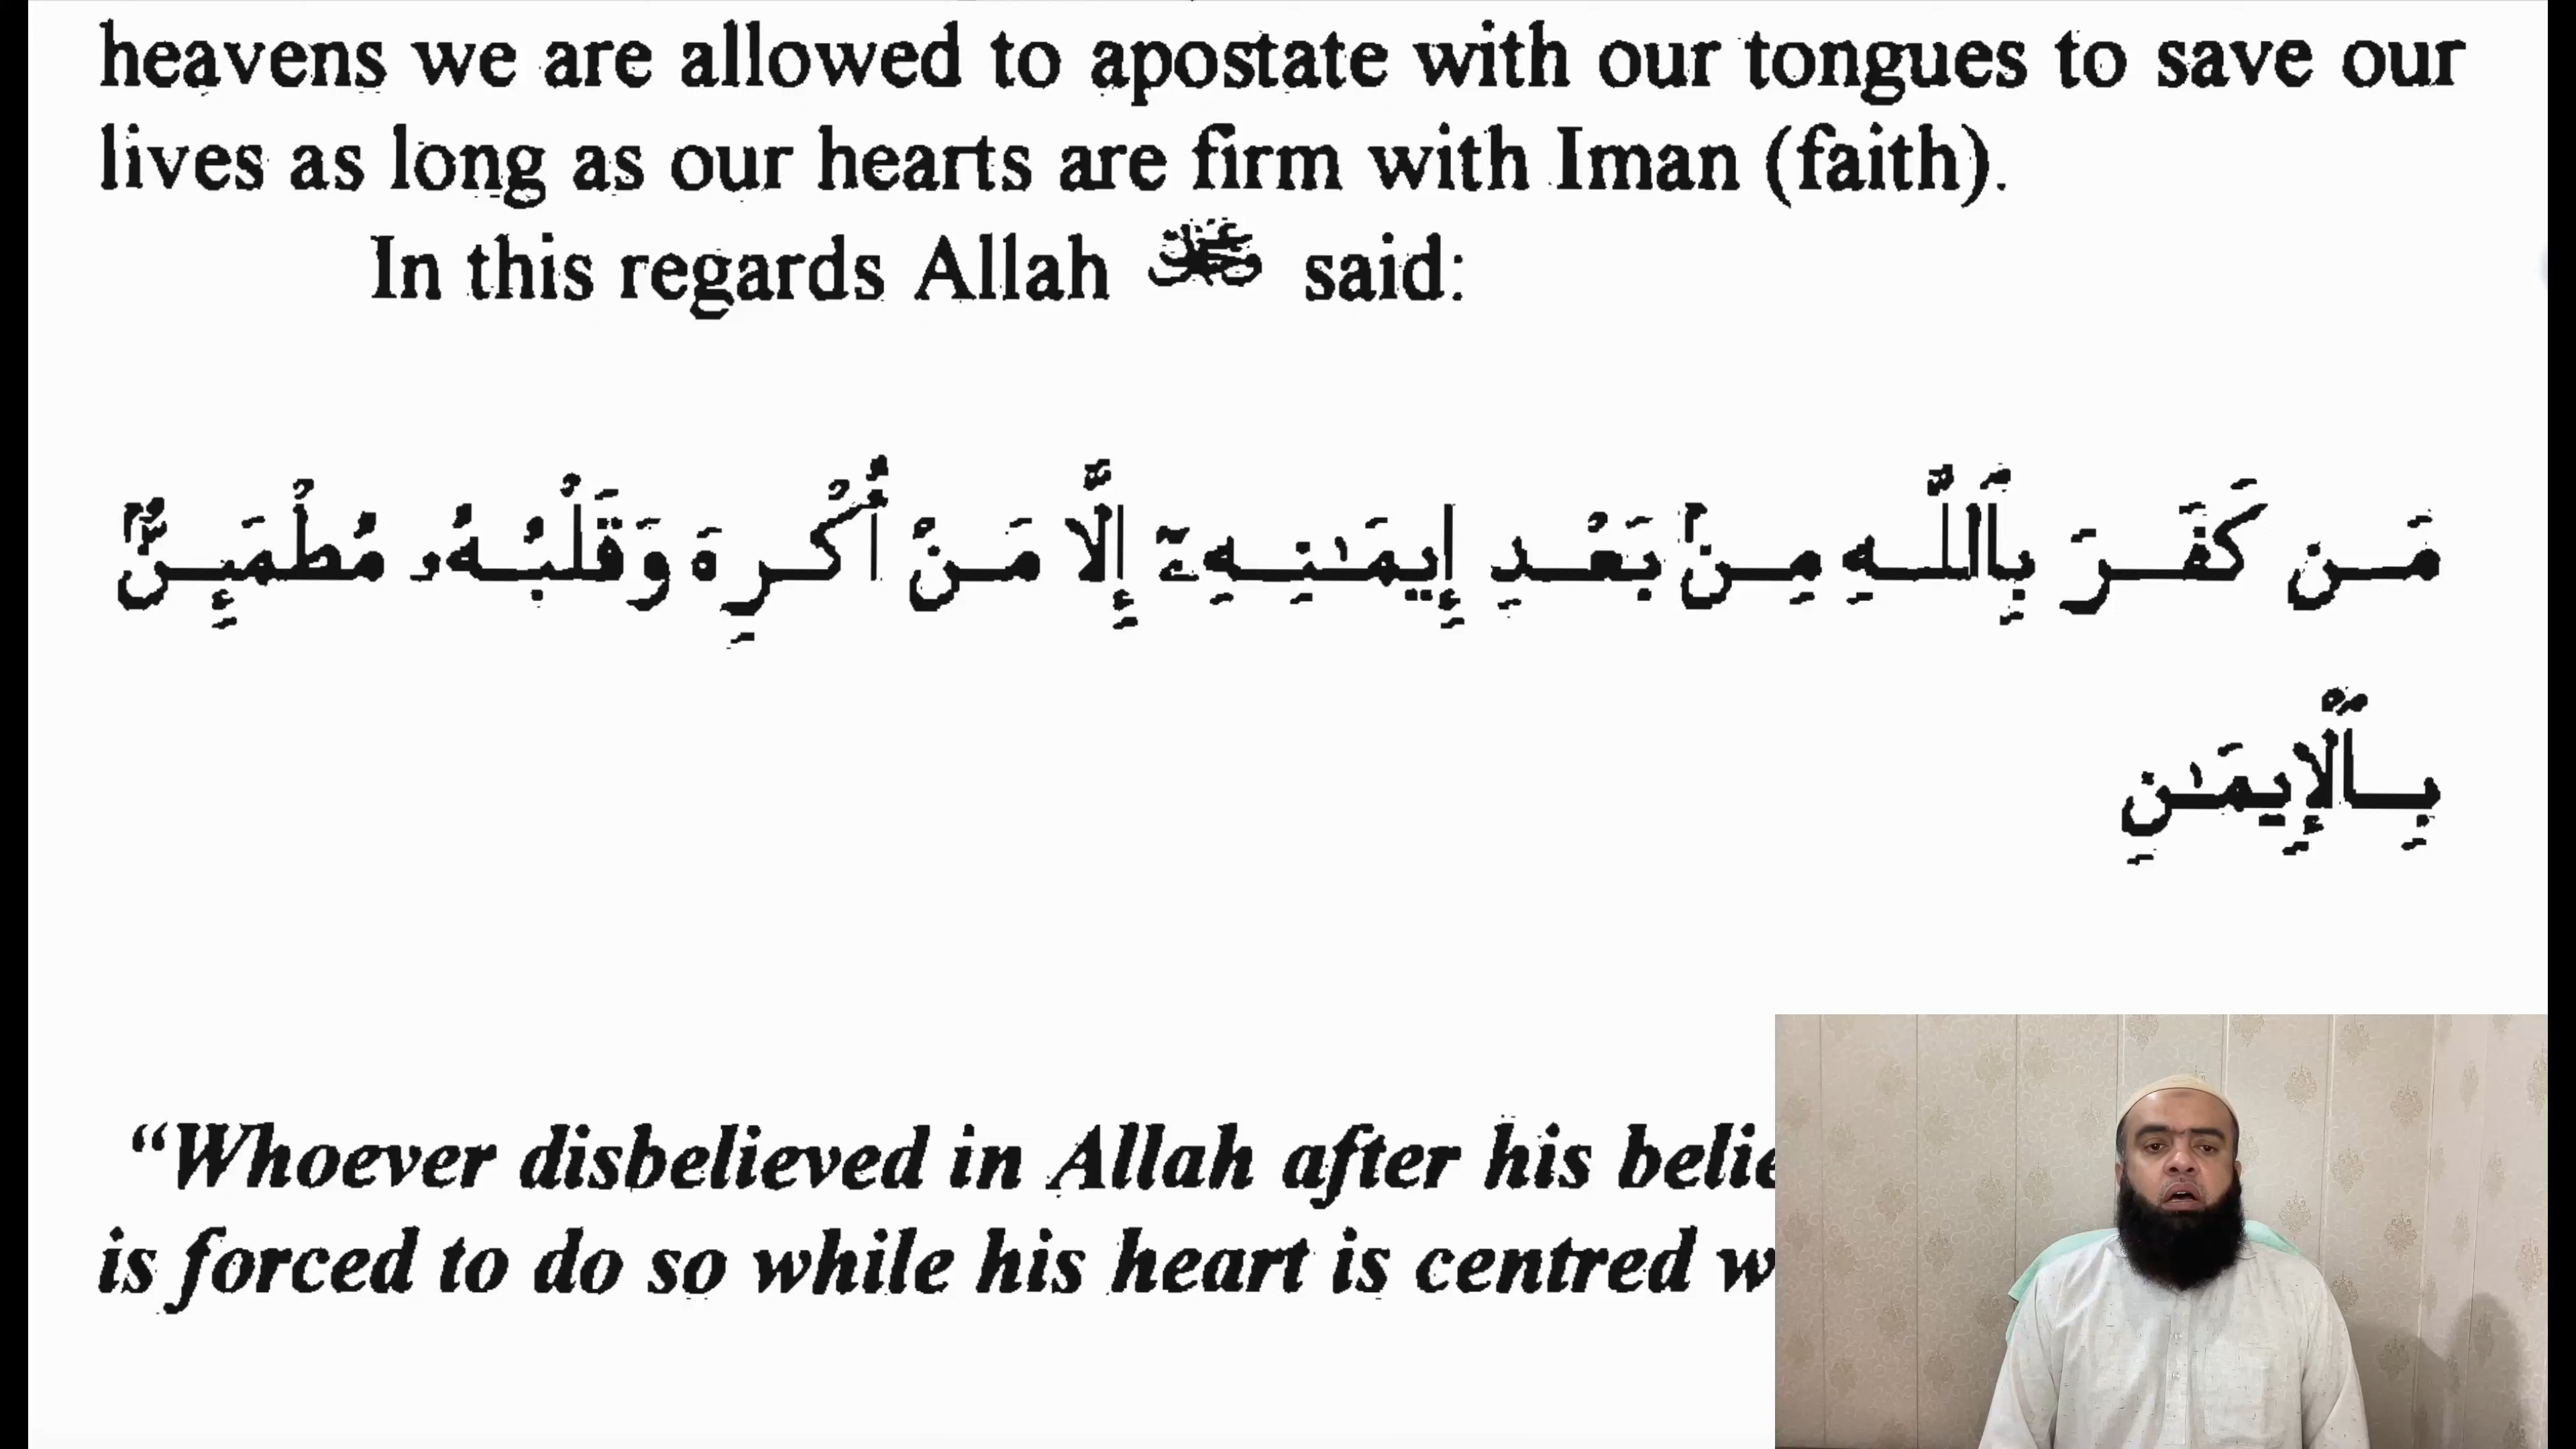 heavens we are allowed to apostate with our tongues to save our
lives as long as our hearts are firm with Iman (faith).
In this regards Allah said:
مَن كَفَرَ بِٱللَّهِ مِنۢ بَعْدِ إِيمَـٰنِهِۦٓ إِلَّا مَنْ أُكْرِهَ وَقَلْبُهُۥ مُطْمَئِنٌّۢ
بِٱلْإِيمَـٰنِ
“Whoever disbelieved in Allah after his belie
is forced to do so while his heart is centred w